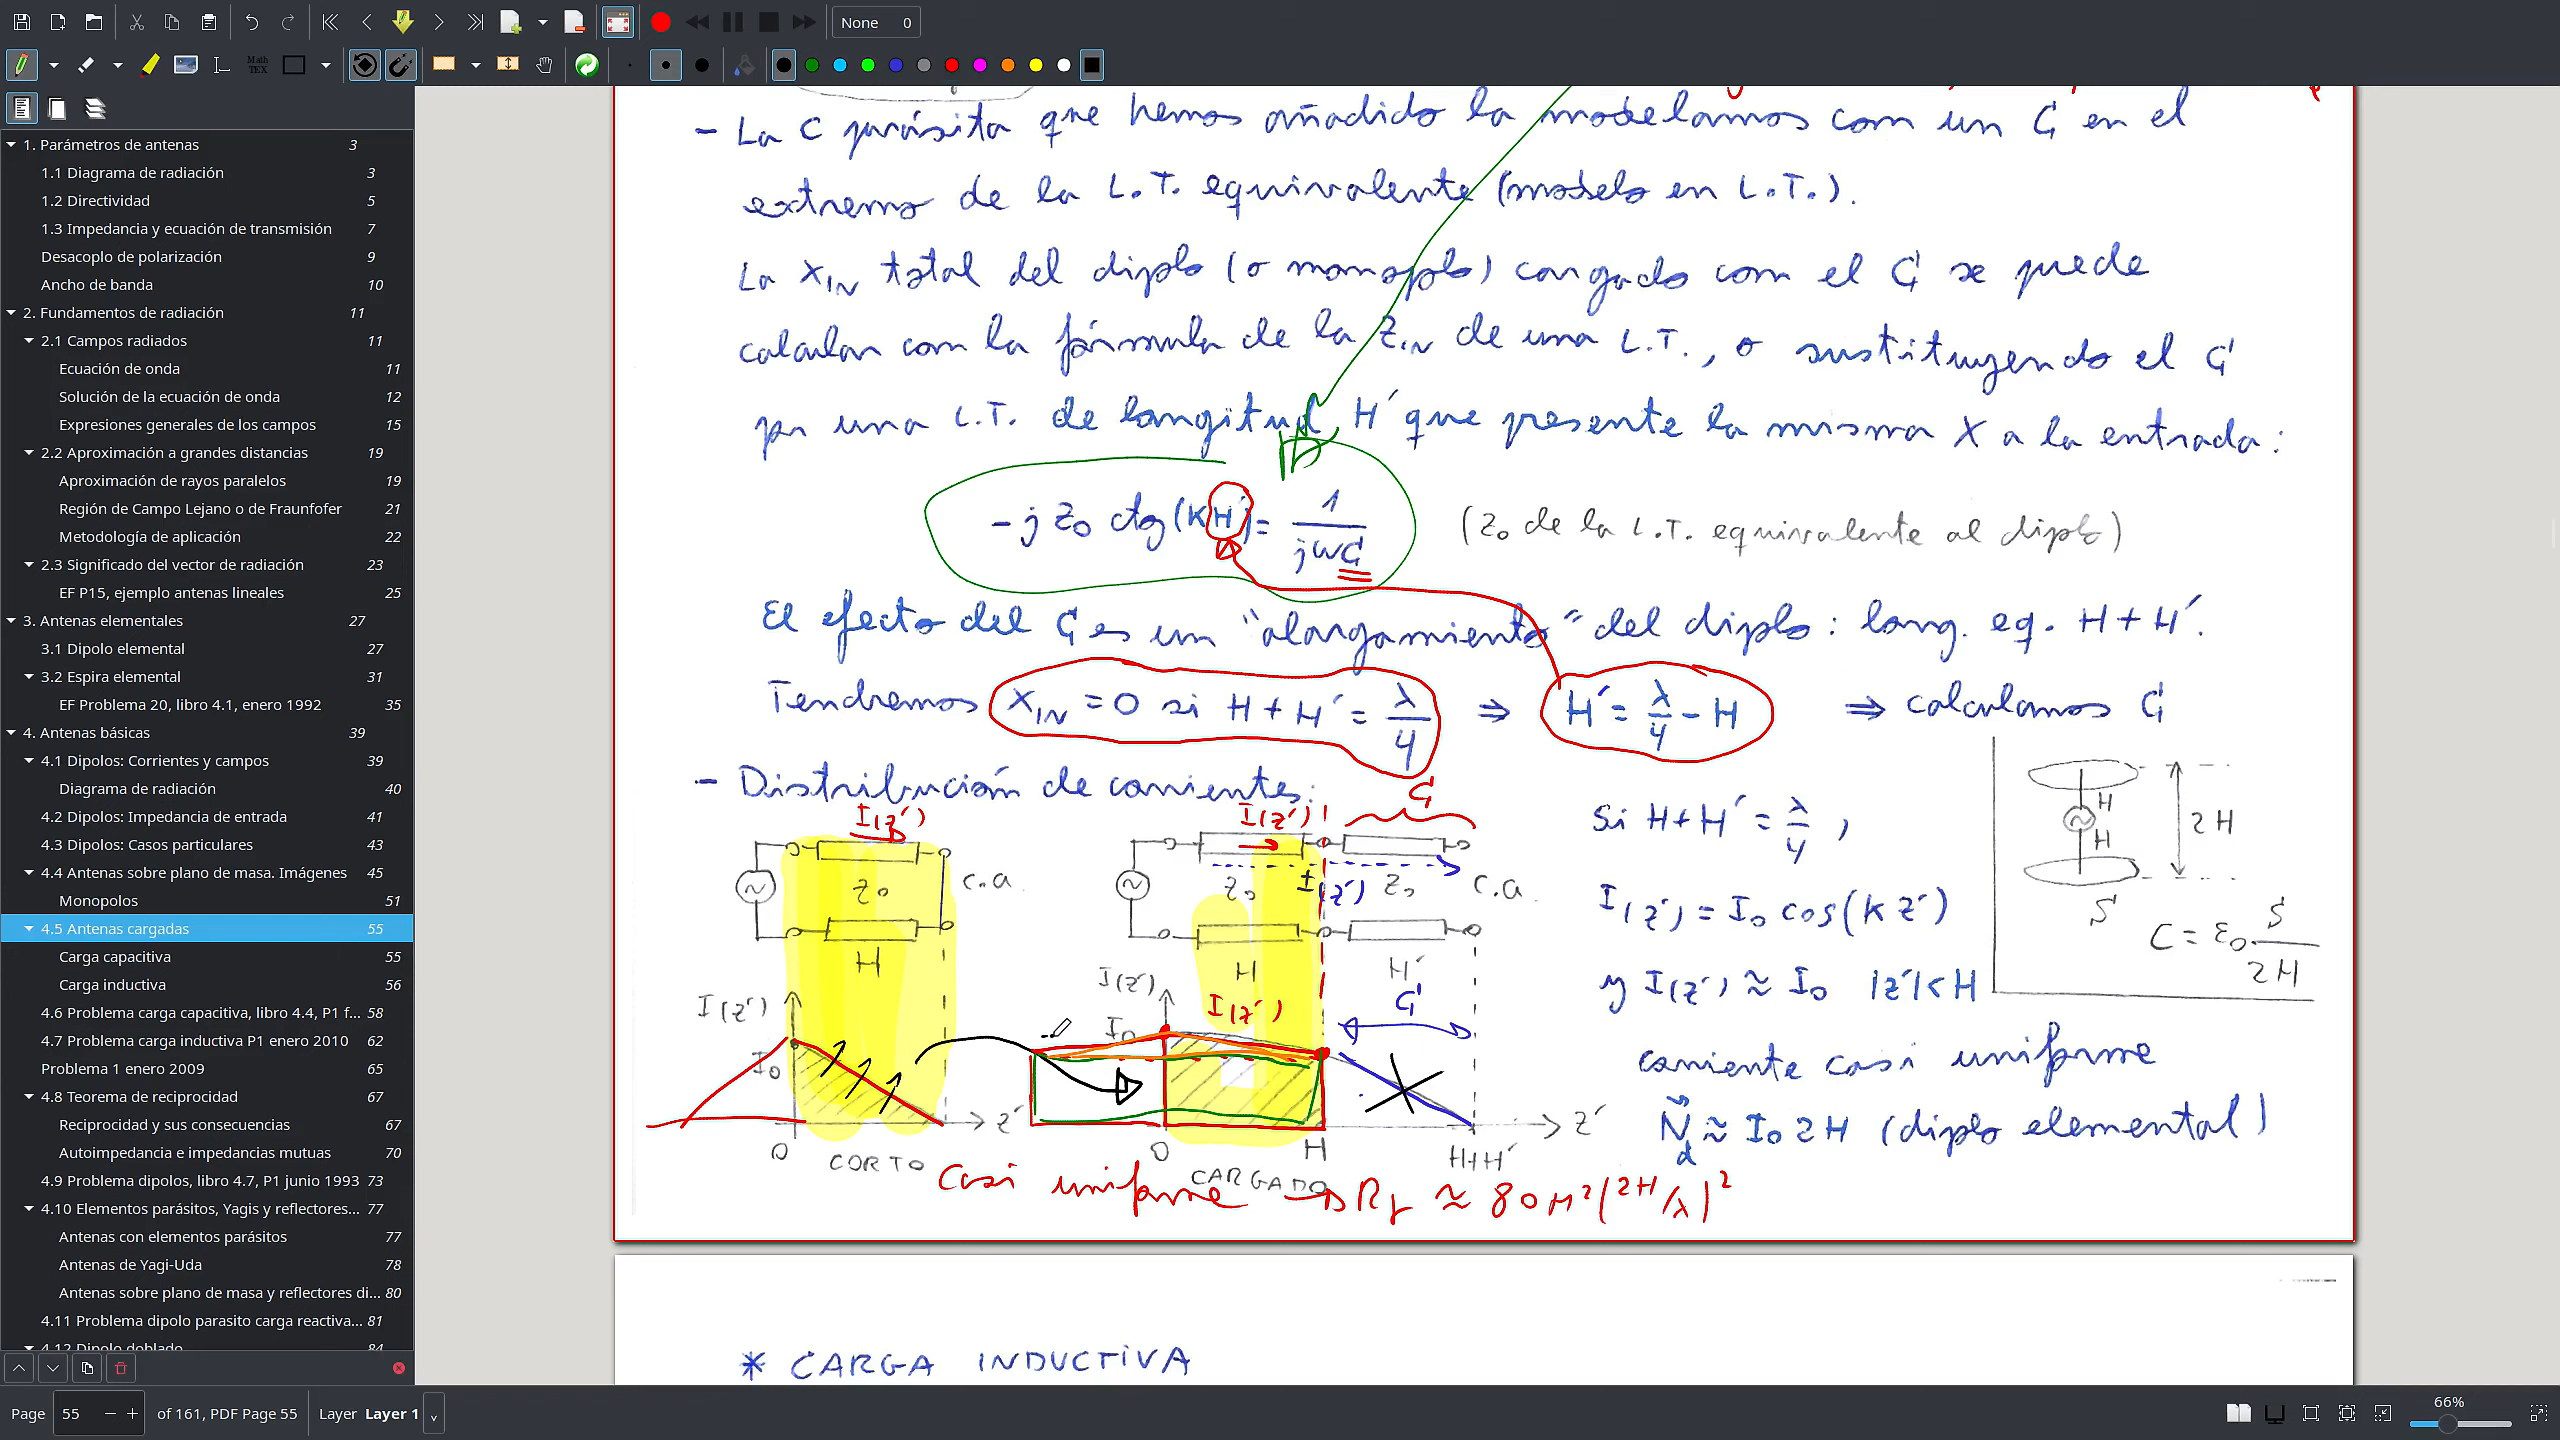 None 0
1. Parámetros de antenas 3
1.1 Diagrama de radiación 3
1.2 Directividad 5
1.3 Impedancia y ecuación de transmisión 7
Desacoplo de polarización 9
Ancho de banda 10
2. Fundamentos de radiación 11
2.1 Campos radiados 11
Ecuación de onda 11
Solución de la ecuación de onda 12
Expresiones generales de los campos 15
2.2 Aproximación a grandes distancias 19
Aproximación de rayos paralelos 19
Región de Campo Lejano o de Fraunfofer 21
Metodología de aplicación 22
2.3 Significado del vector de radiación 23
EF P15, ejemplo antenas lineales 25
3. Antenas elementales 27
3.1 Dipolo elemental 27
3.2 Espira elemental 31
EF Problema 20, libro 4.1, enero 1992 35
4. Antenas básicas 39
4.1 Dipolos: Corrientes y campos 39
Diagrama de radiación 40
4.2 Dipolos: Impedancia de entrada 41
4.3 Dipolos: Casos particulares 43
4.4 Antenas sobre plano de masa. Imágenes 45
Monopolos 51
4.5 Antenas cargadas 55
Carga capacitiva 55
Carga inductiva 56
4.6 Problema carga capacitiva, libro 4.4, P1 f... 58
4.7 Problema carga inductiva P1 enero 2010 62
Problema 1 enero 2009 65
4.8 Teorema de reciprocidad 67
Reciprocidad y sus consecuencias 67
Autoimpedancia e impedancias mutuas 70
4.9 Problema dipolos, libro 4.7, P1 junio 1993 73
4.10 Elementos parásitos, Yagis y reflectores... 77
Antenas con elementos parásitos 77
Antenas de Yagi-Uda 78
Antenas sobre plano de masa y reflectores di... 80
4.11 Problema dipolo parasito carga reactiva... 81
4.12 Dipolo doblado 84
- La C parásita que hemos añadido la modelamos con un C en el
extremo de la L.T. equivalente (modelo en L.T.).
La XIN total del dipolo (o monopolo) cargado con el C se puede
calcular con la fórmula de la ZIN de una L.T., o sustituyendo el C
por una L.T. de longitud H' que presente la misma X a la entrada:
-j Z0 ctg(KH') = 1/jωC (Z0 de la L.T. equivalente al dipolo)
El efecto del C es un "alargamiento" del dipolo: long. eq. H+H'.
Tendremos XIN = 0 si H+H' = λ/4 ⇒ H' = λ/4 - H ⇒ calculamos C
- Distribución de corrientes:
I(z') I(z') C
Z0 c.a. Z0 I(z') Z0 c.a.
H H H'
I(z') I(z') I(z') C
I0 I0
0 z' 0 H H+H' z'
CORTO CARGADO
Casi uniforme → Rr ≈ 80π²(2H/λ)²
Si H+H' = λ/4,
I(z') = I0 cos(Kz')
y I(z') ≈ I0 |z'|<H
corriente casi uniforme
Nd ≈ I0 2H (dipolo elemental)
H
H
2H
S
C = ε0 S/2H
* CARGA INDUCTIVA
Page 55 of 161, PDF Page 55 Layer Layer 1 66%